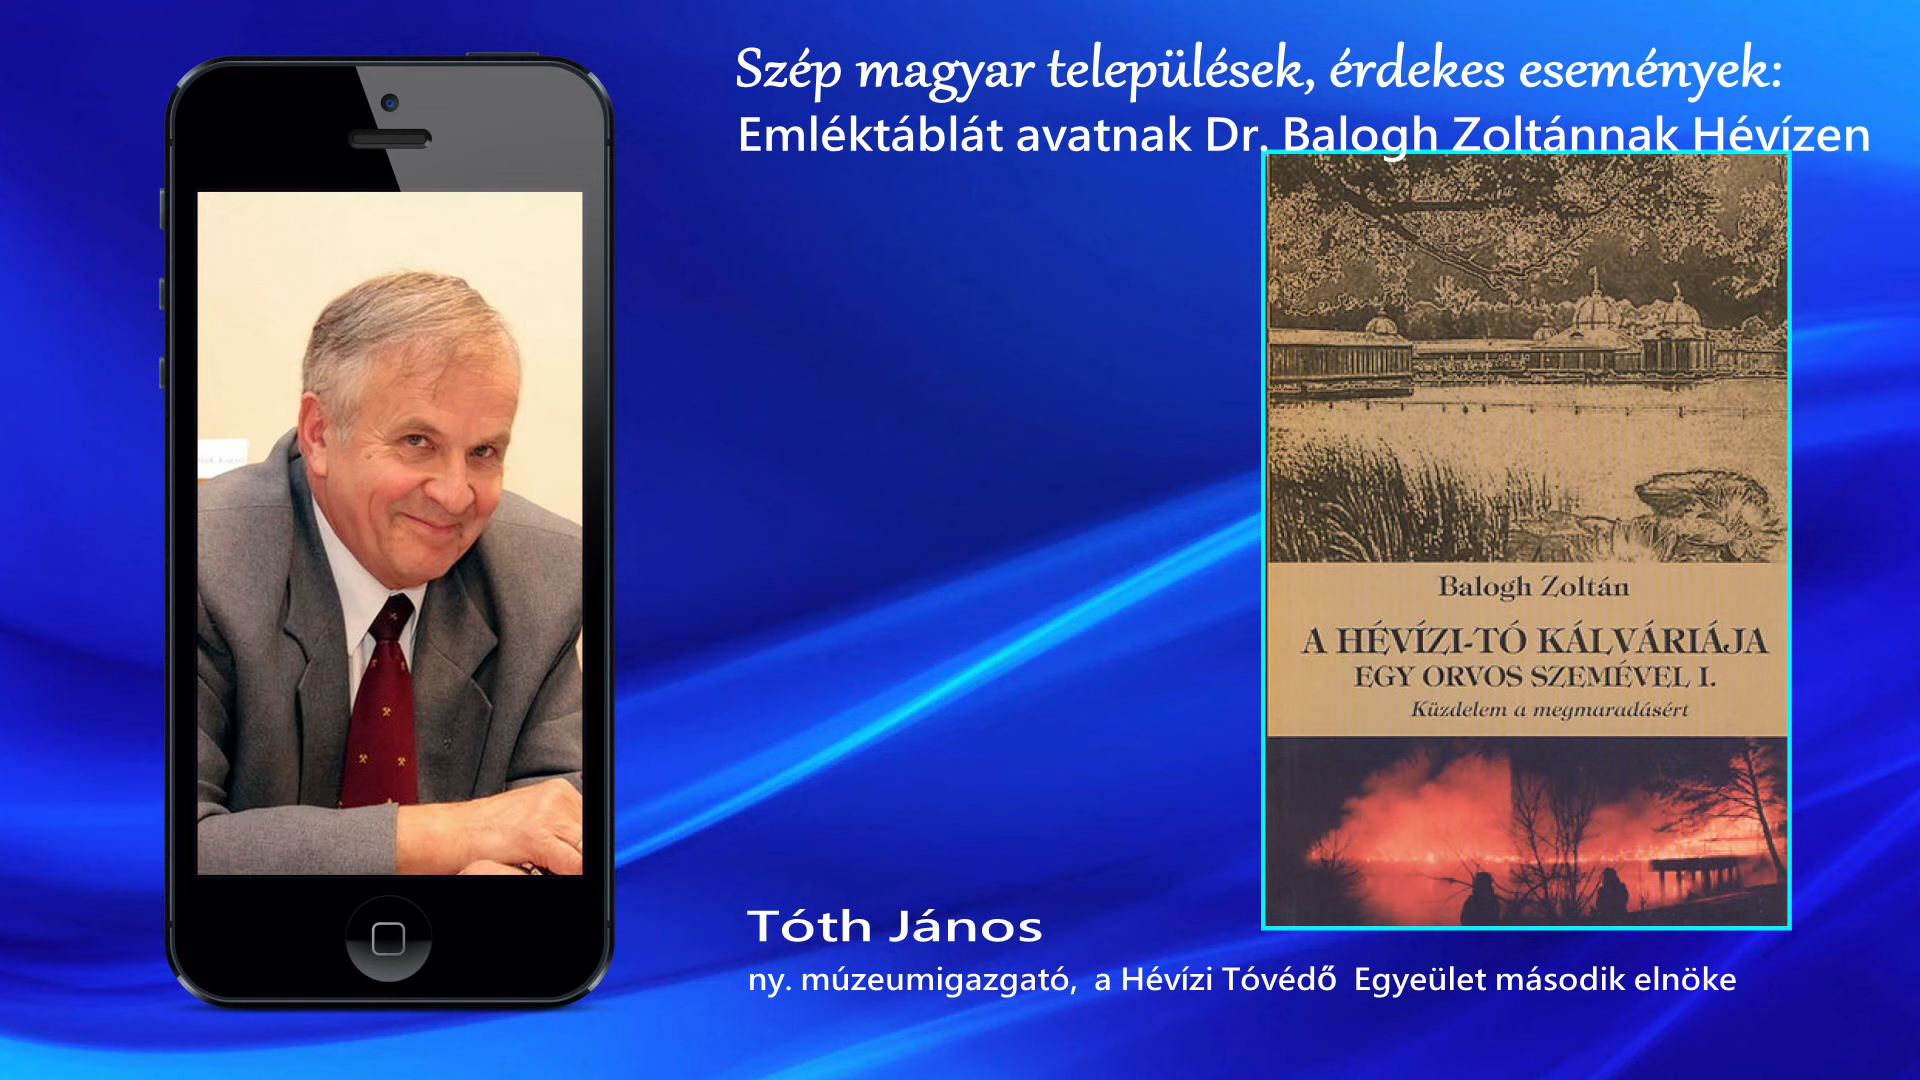 Szép magyar települések, érdekes események:
Emléktáblát avatnak Dr. Balogh Zoltánnak Hévízen
Balogh Zoltán
A HÉVÍZI-TÓ KÁLVÁRIÁJA
EGY ORVOS SZEMÉVEL I.
Küzdelem a megmaradásért
Tóth János
ny. múzeumigazgató, a Hévízi Tóvédő Egyeület második elnöke